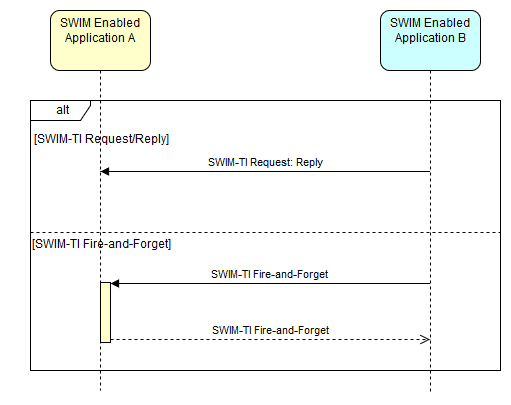 SWIM Enabled
Application A
SWIM Enabled
Application B
alt
[SWIM-TI Request/Reply]
SWIM-TI Request: Reply
[SWIM-TI Fire-and-Forget]
SWIM-TI Fire-and-Forget
SWIM-TI Fire-and-Forget